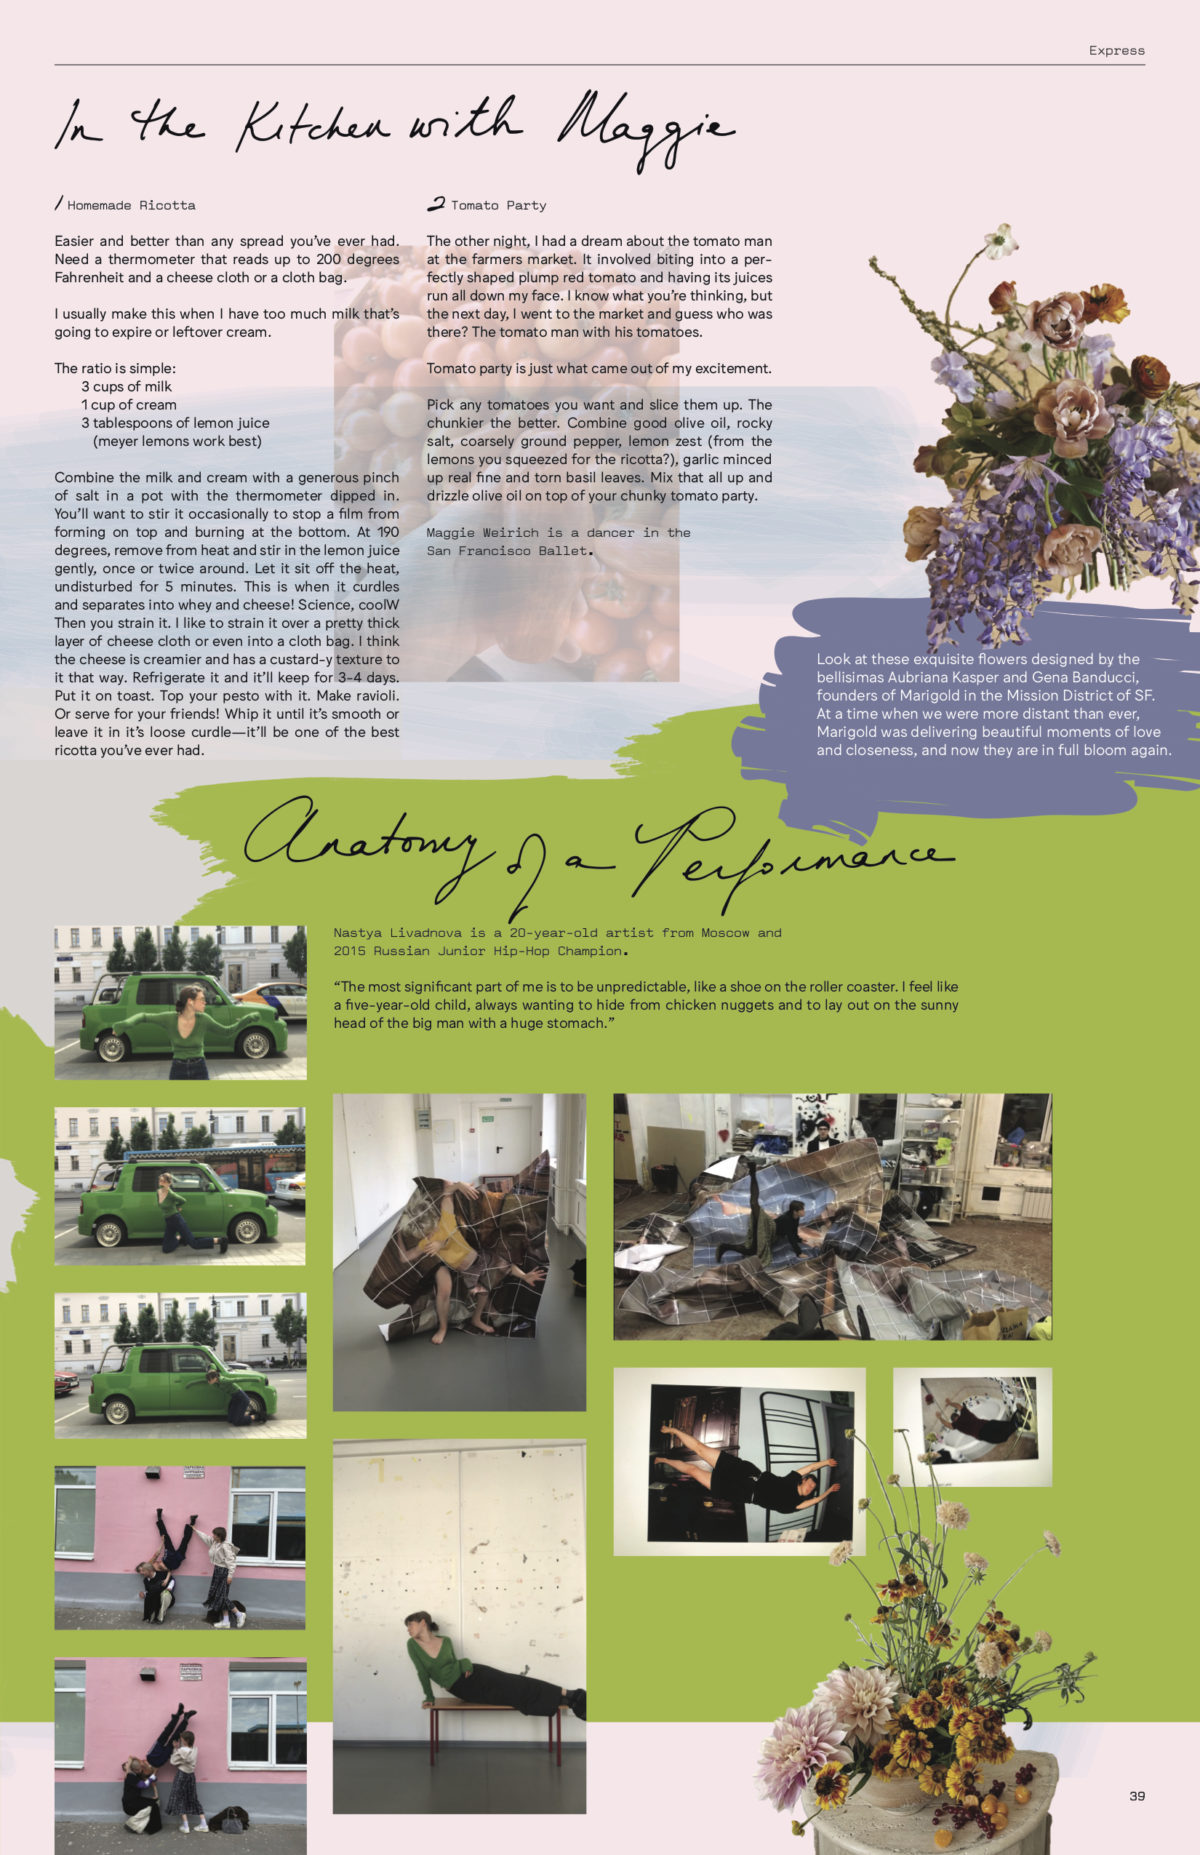 Express
In the Kitchen with Maggie
1 Homemade Ricotta
Easier and better than any spread you've ever had.
Need a thermometer that reads up to 200 degrees
Fahrenheit and a cheese cloth or a cloth bag.
I usually make this when I have too much milk that's
going to expire or leftover cream.
The ratio is simple:
3 cups of milk
1 cup of cream
3 tablespoons of lemon juice
(meyer lemons work best)
Combine the milk and cream with a generous pinch
of salt in a pot with the thermometer dipped in.
You'll want to stir it occasionally to stop a film from
forming on top and burning at the bottom. At 190
degrees, remove from heat and stir in the lemon juice
gently, once or twice around. Let it sit off the heat,
undisturbed for 5 minutes. This is when it curdles
and separates into whey and cheese! Science, coolW
Then you strain it. I like to strain it over a pretty thick
layer of cheese cloth or even into a cloth bag. I think
the cheese is creamier and has a custard-y texture to
it that way. Refrigerate it and it'll keep for 3-4 days.
Put it on toast. Top your pesto with it. Make ravioli.
Or serve for your friends! Whip it until it's smooth or
leave it in it's loose curdle—it'll be one of the best
ricotta you've ever had.
2 Tomato Party
The other night, I had a dream about the tomato man
at the farmers market. It involved biting into a per-
fectly shaped plump red tomato and having its juices
run all down my face. I know what you're thinking, but
the next day, I went to the market and guess who was
there? The tomato man with his tomatoes.
Tomato party is just what came out of my excitement.
Pick any tomatoes you want and slice them up. The
chunkier the better. Combine good olive oil, rocky
salt, coarsely ground pepper, lemon zest (from the
lemons you squeezed for the ricotta?), garlic minced
up real fine and torn basil leaves. Mix that all up and
drizzle olive oil on top of your chunky tomato party.
Maggie Weirich is a dancer in the
San Francisco Ballet.
Look at these exquisite flowers designed by the
bellisimas Aubriana Kasper and Gena Banducci,
founders of Marigold in the Mission District of SF.
At a time when we were more distant than ever,
Marigold was delivering beautiful moments of love
and closeness, and now they are in full bloom again.
Anatomy of a Performance
Nastya Livadnova is a 20-year-old artist from Moscow and
2015 Russian Junior Hip-Hop Champion.
“The most significant part of me is to be unpredictable, like a shoe on the roller coaster. I feel like
a five-year-old child, always wanting to hide from chicken nuggets and to lay out on the sunny
head of the big man with a huge stomach.”
39